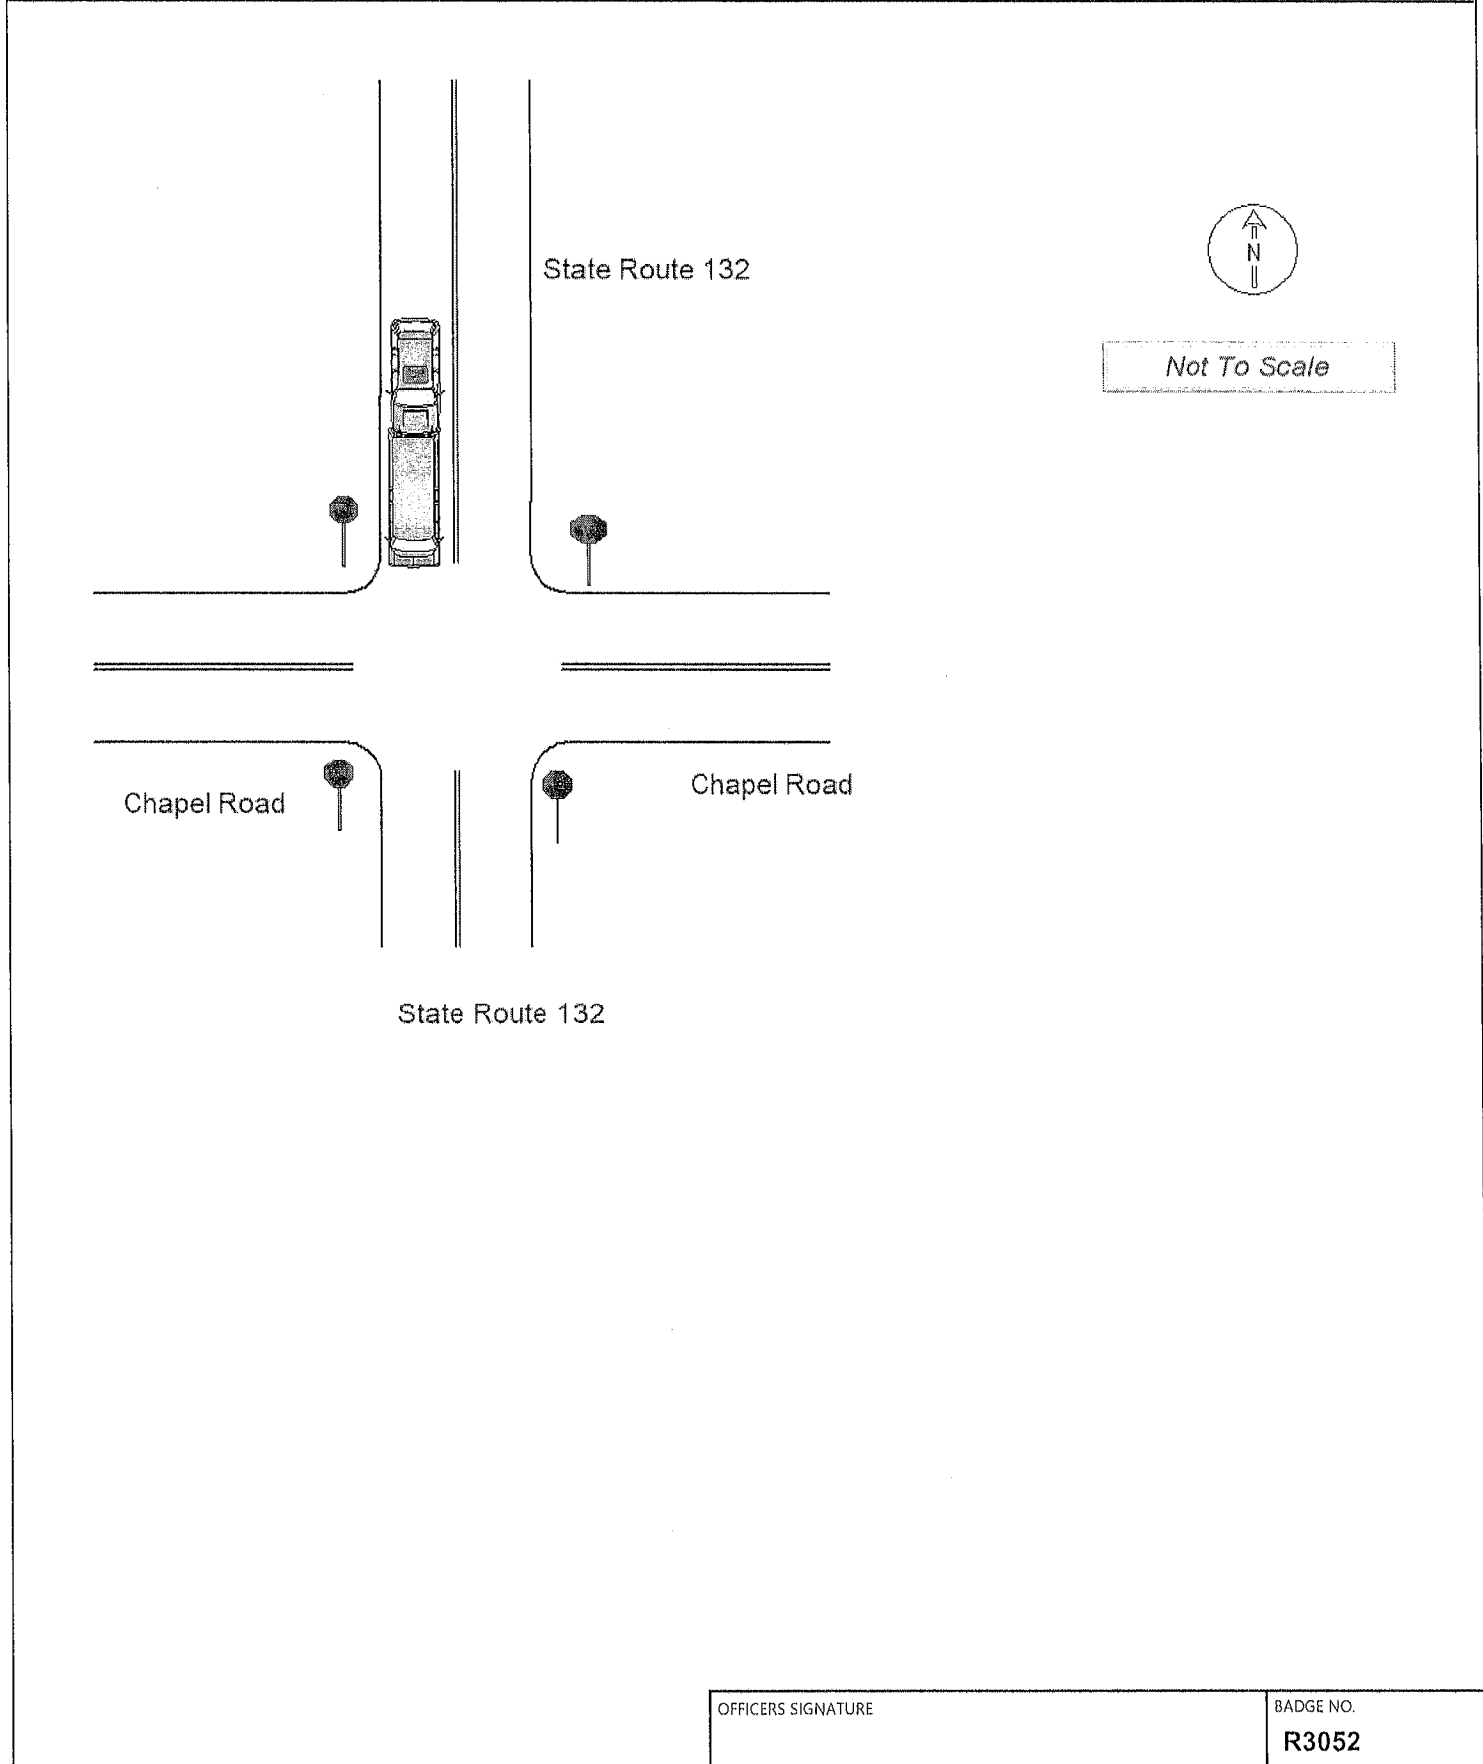 State Route 132
N
Not To Scale
Chapel Road
Chapel Road
State Route 132
OFFICERS SIGNATURE
BADGE NO.
R3052